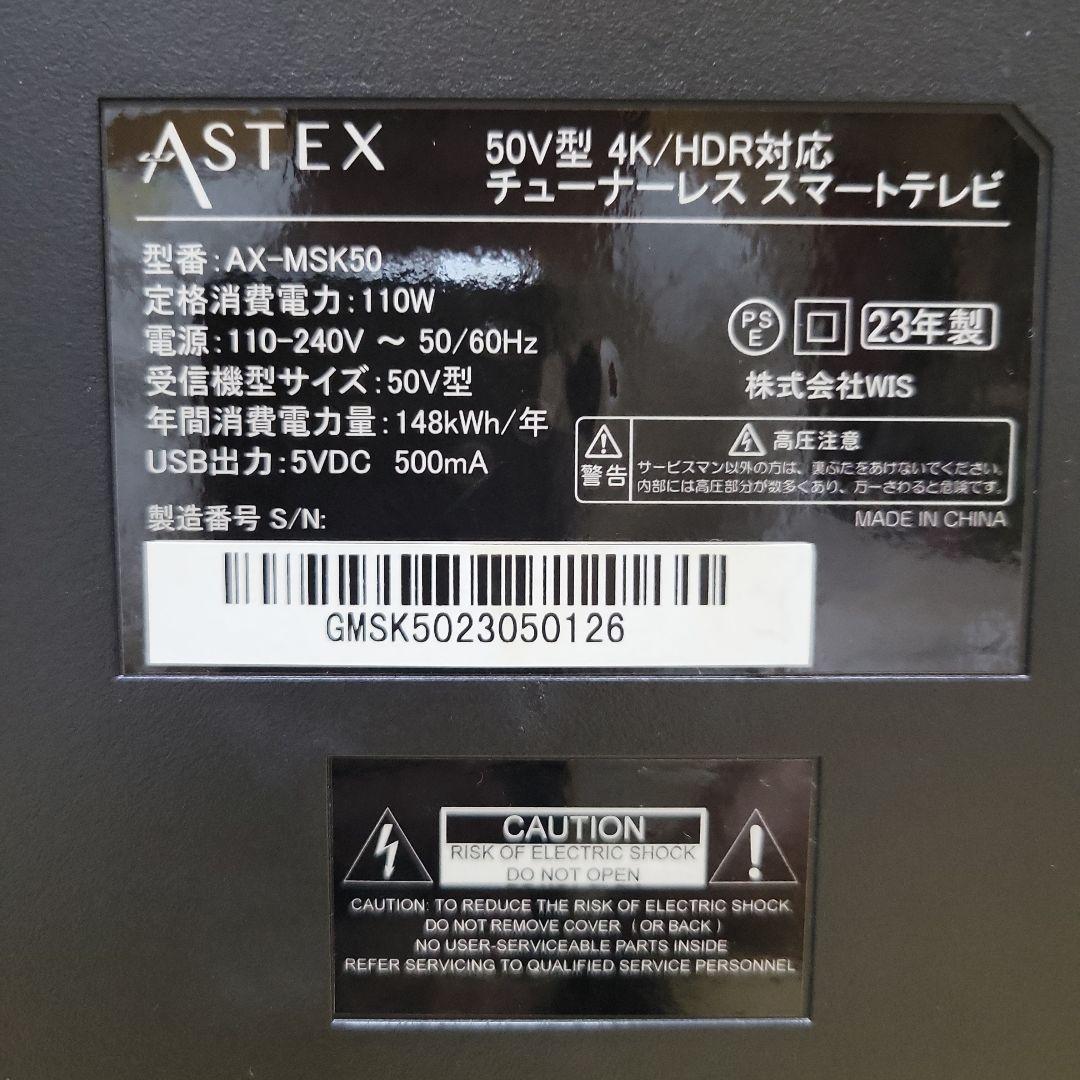 ASTEX
50V型 4K/HDR対応
チューナーレス スマートテレビ
型番:AX-MSK50
定格消費電力:110W
電源:110-240V ～ 50/60Hz
受信機型サイズ:50V型
年間消費電力量:148kWh/年
USB出力:5VDC 500mA
PSE
23年製
株式会社WIS
警告
高圧注意
サービスマン以外の方は、裏ぶたをあけないでください。
内部には高圧部分が数多くあり、万一さわると危険です。
MADE IN CHINA
製造番号 S/N:
GMSK5023050126
CAUTION
RISK OF ELECTRIC SHOCK
DO NOT OPEN
CAUTION: TO REDUCE THE RISK OF ELECTRIC SHOCK
DO NOT REMOVE COVER (OR BACK)
NO USER-SERVICEABLE PARTS INSIDE
REFER SERVICING TO QUALIFIED SERVICE PERSONNEL